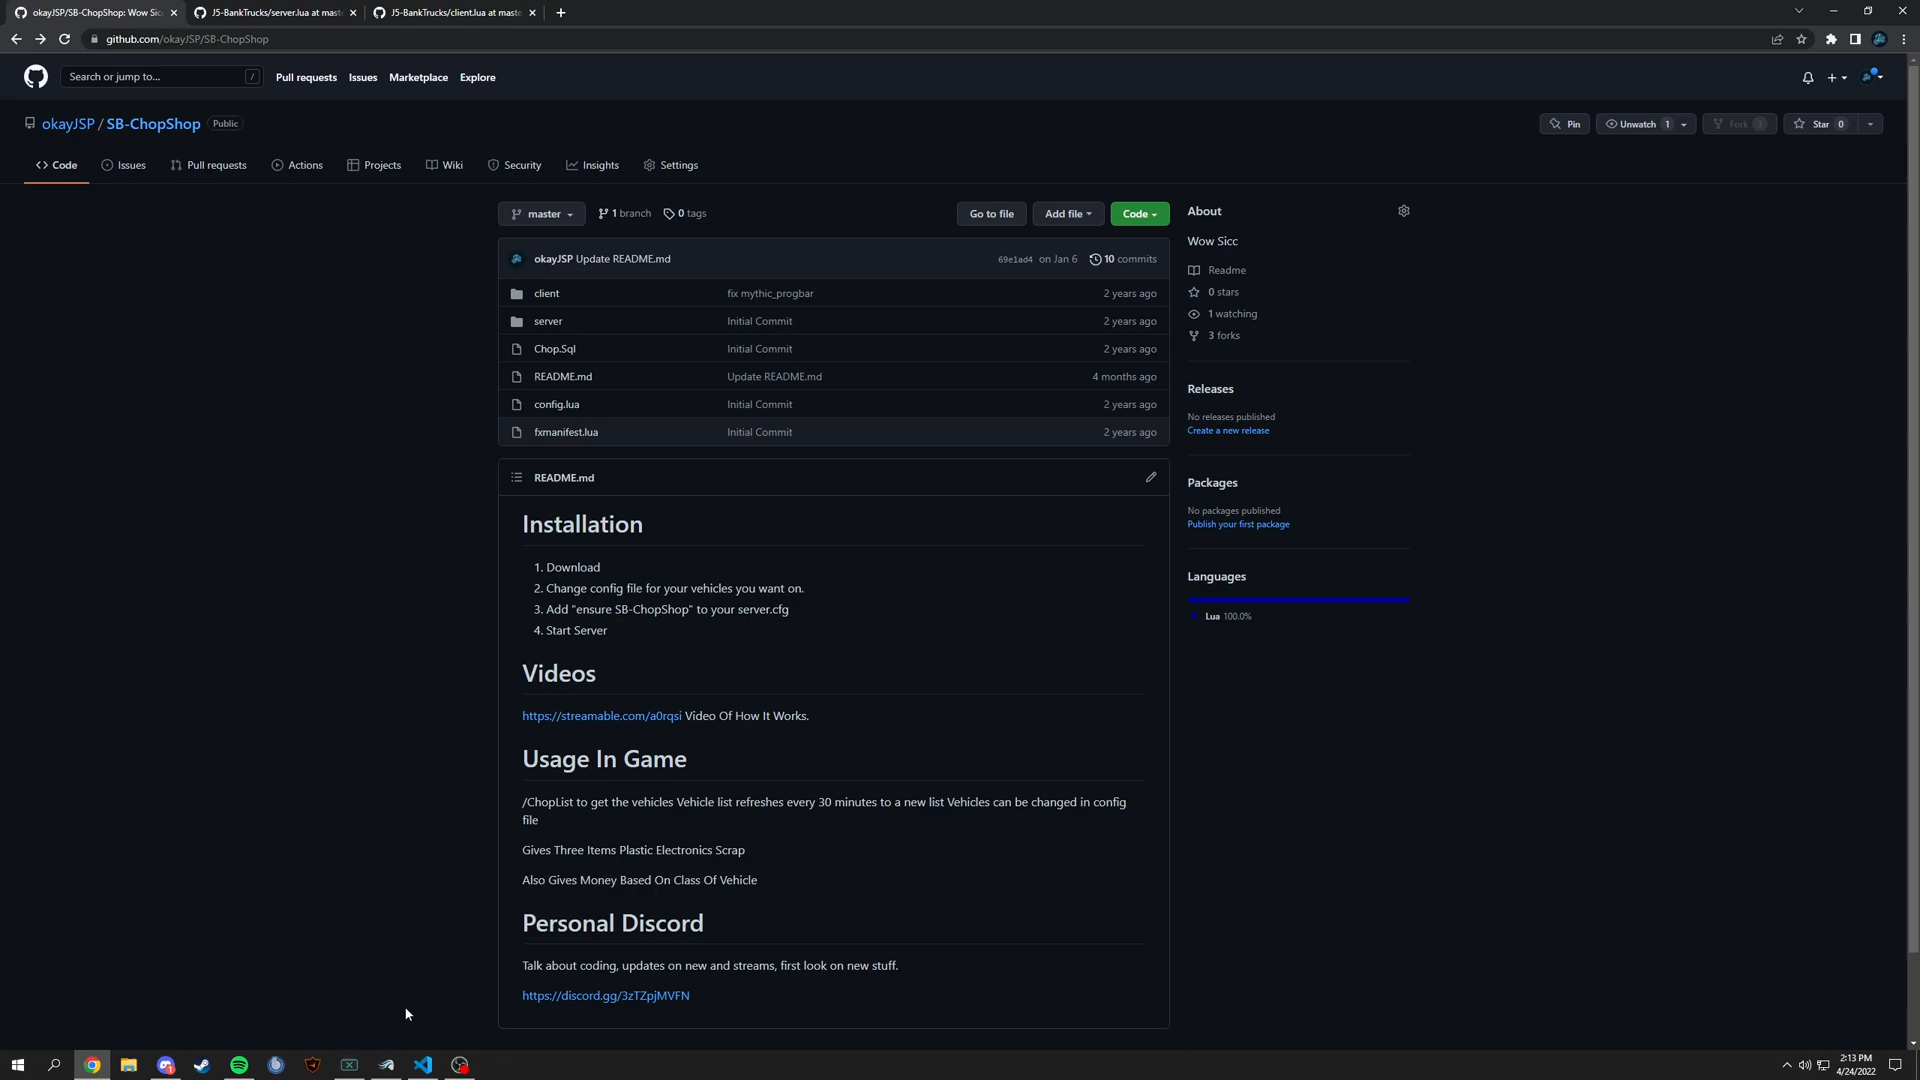 okayJSP/SB-ChopShop: Wow Sic
J5-BankTrucks/server.lua at mast
J5-BankTrucks/client.lua at maste
github.com/okayJSP/SB-ChopShop
Search or jump to... /
Pull requests Issues Marketplace Explore
okayJSP / SB-ChopShop Public
Pin Unwatch 1 Fork 3 Star 0
Code Issues Pull requests Actions Projects Wiki Security Insights Settings
master 1 branch 0 tags Go to file Add file Code
okayJSP Update README.md 69e1ad4 on Jan 6 10 commits
client fix mythic_progbar 2 years ago
server Initial Commit 2 years ago
Chop.Sql Initial Commit 2 years ago
README.md Update README.md 4 months ago
config.lua Initial Commit 2 years ago
fxmanifest.lua Initial Commit 2 years ago
README.md
Installation
1. Download
2. Change config file for your vehicles you want on.
3. Add "ensure SB-ChopShop" to your server.cfg
4. Start Server
Videos
https://streamable.com/a0rqsi Video Of How It Works.
Usage In Game
/ChopList to get the vehicles Vehicle list refreshes every 30 minutes to a new list Vehicles can be changed in config
file
Gives Three Items Plastic Electronics Scrap
Also Gives Money Based On Class Of Vehicle
Personal Discord
Talk about coding, updates on new and streams, first look on new stuff.
https://discord.gg/3zTZpjMVFN
About
Wow Sicc
Readme
0 stars
1 watching
3 forks
Releases
No releases published
Create a new release
Packages
No packages published
Publish your first package
Languages
Lua 100.0%
2:13 PM
4/24/2022